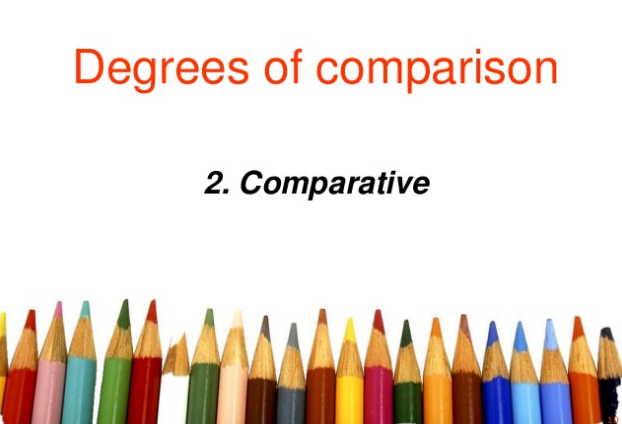 Degrees of comparison
2. Comparative